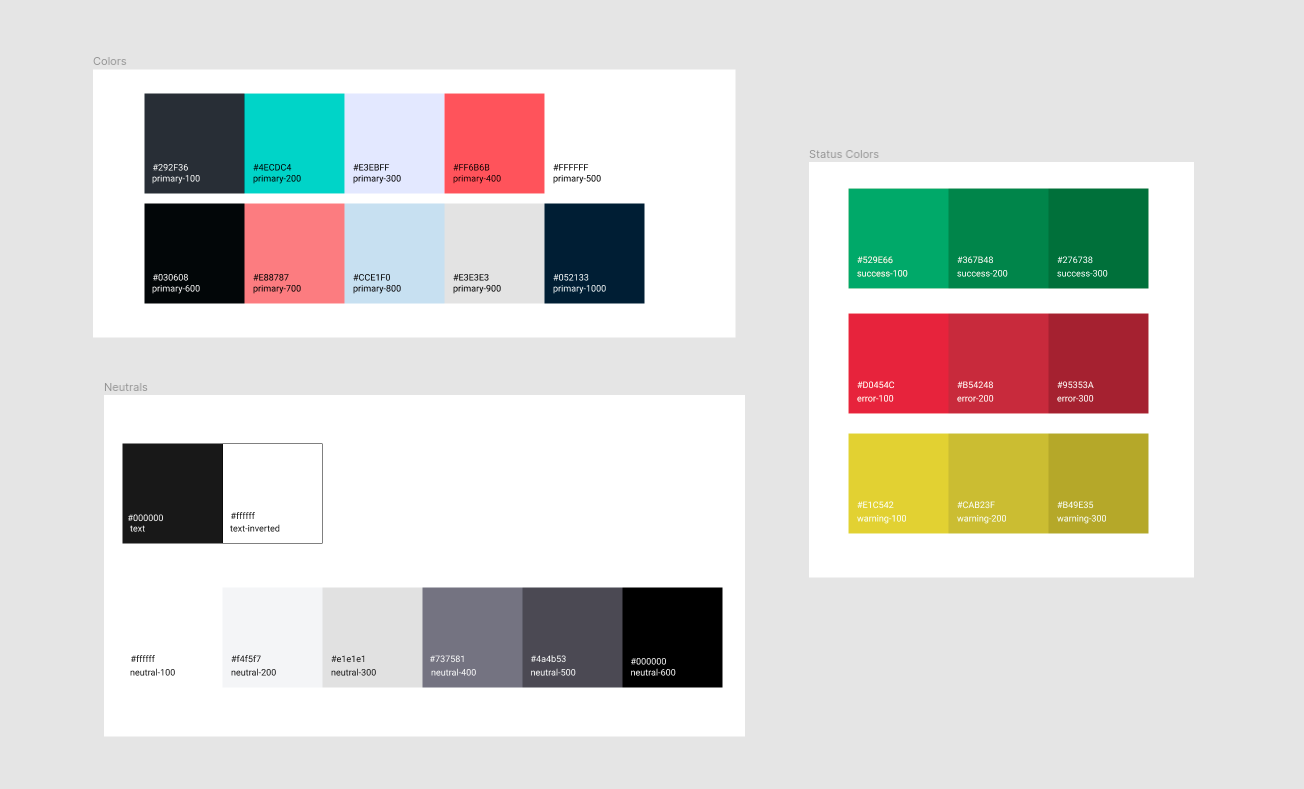 Colors
#292F36
primary-100
#4ECDC4
primary-200
#E3EBFF
primary-300
#FF6B6B
primary-400
#FFFFFF
primary-500
#030608
primary-600
#E88787
primary-700
#CCE1F0
primary-800
#E3E3E3
primary-900
#052133
primary-1000
Status Colors
#529E66
success-100
#367B48
success-200
#276738
success-300
#D0454C
error-100
#B54248
error-200
#95353A
error-300
#E1C542
warning-100
#CAB23F
warning-200
#B49E35
warning-300
Neutrals
#000000
text
#ffffff
text-inverted
#ffffff
neutral-100
#f4f5f7
neutral-200
#e1e1e1
neutral-300
#737581
neutral-400
#4a4b53
neutral-500
#000000
neutral-600